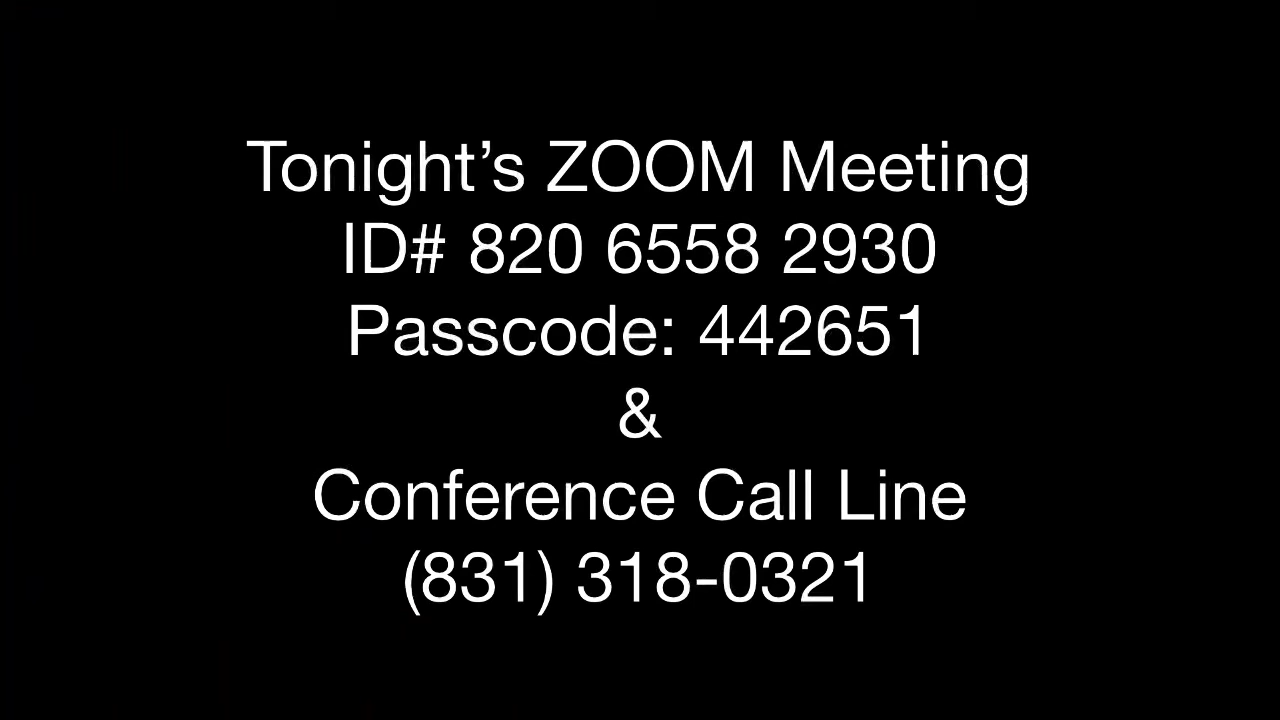 Tonight’s ZOOM Meeting
ID# 820 6558 2930
Passcode: 442651
&
Conference Call Line
(831) 318-0321